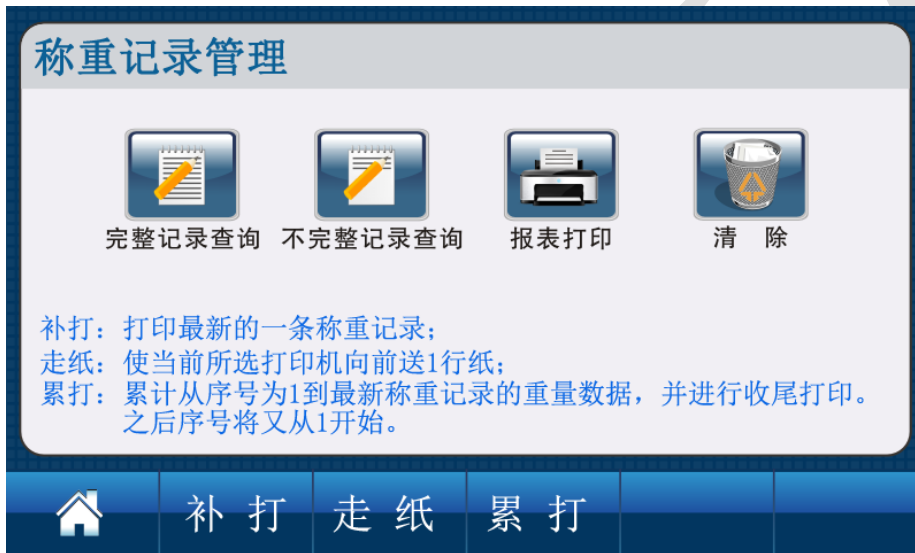 称重记录管理
完整记录查询 不完整记录查询 报表打印 清 除
补打：打印最新的一条称重记录；
走纸：使当前所选打印机向前送1行纸；
累打：累计从序号为1到最新称重记录的重量数据，并进行收尾打印。
之后序号将又从1开始。
补 打 走 纸 累 打